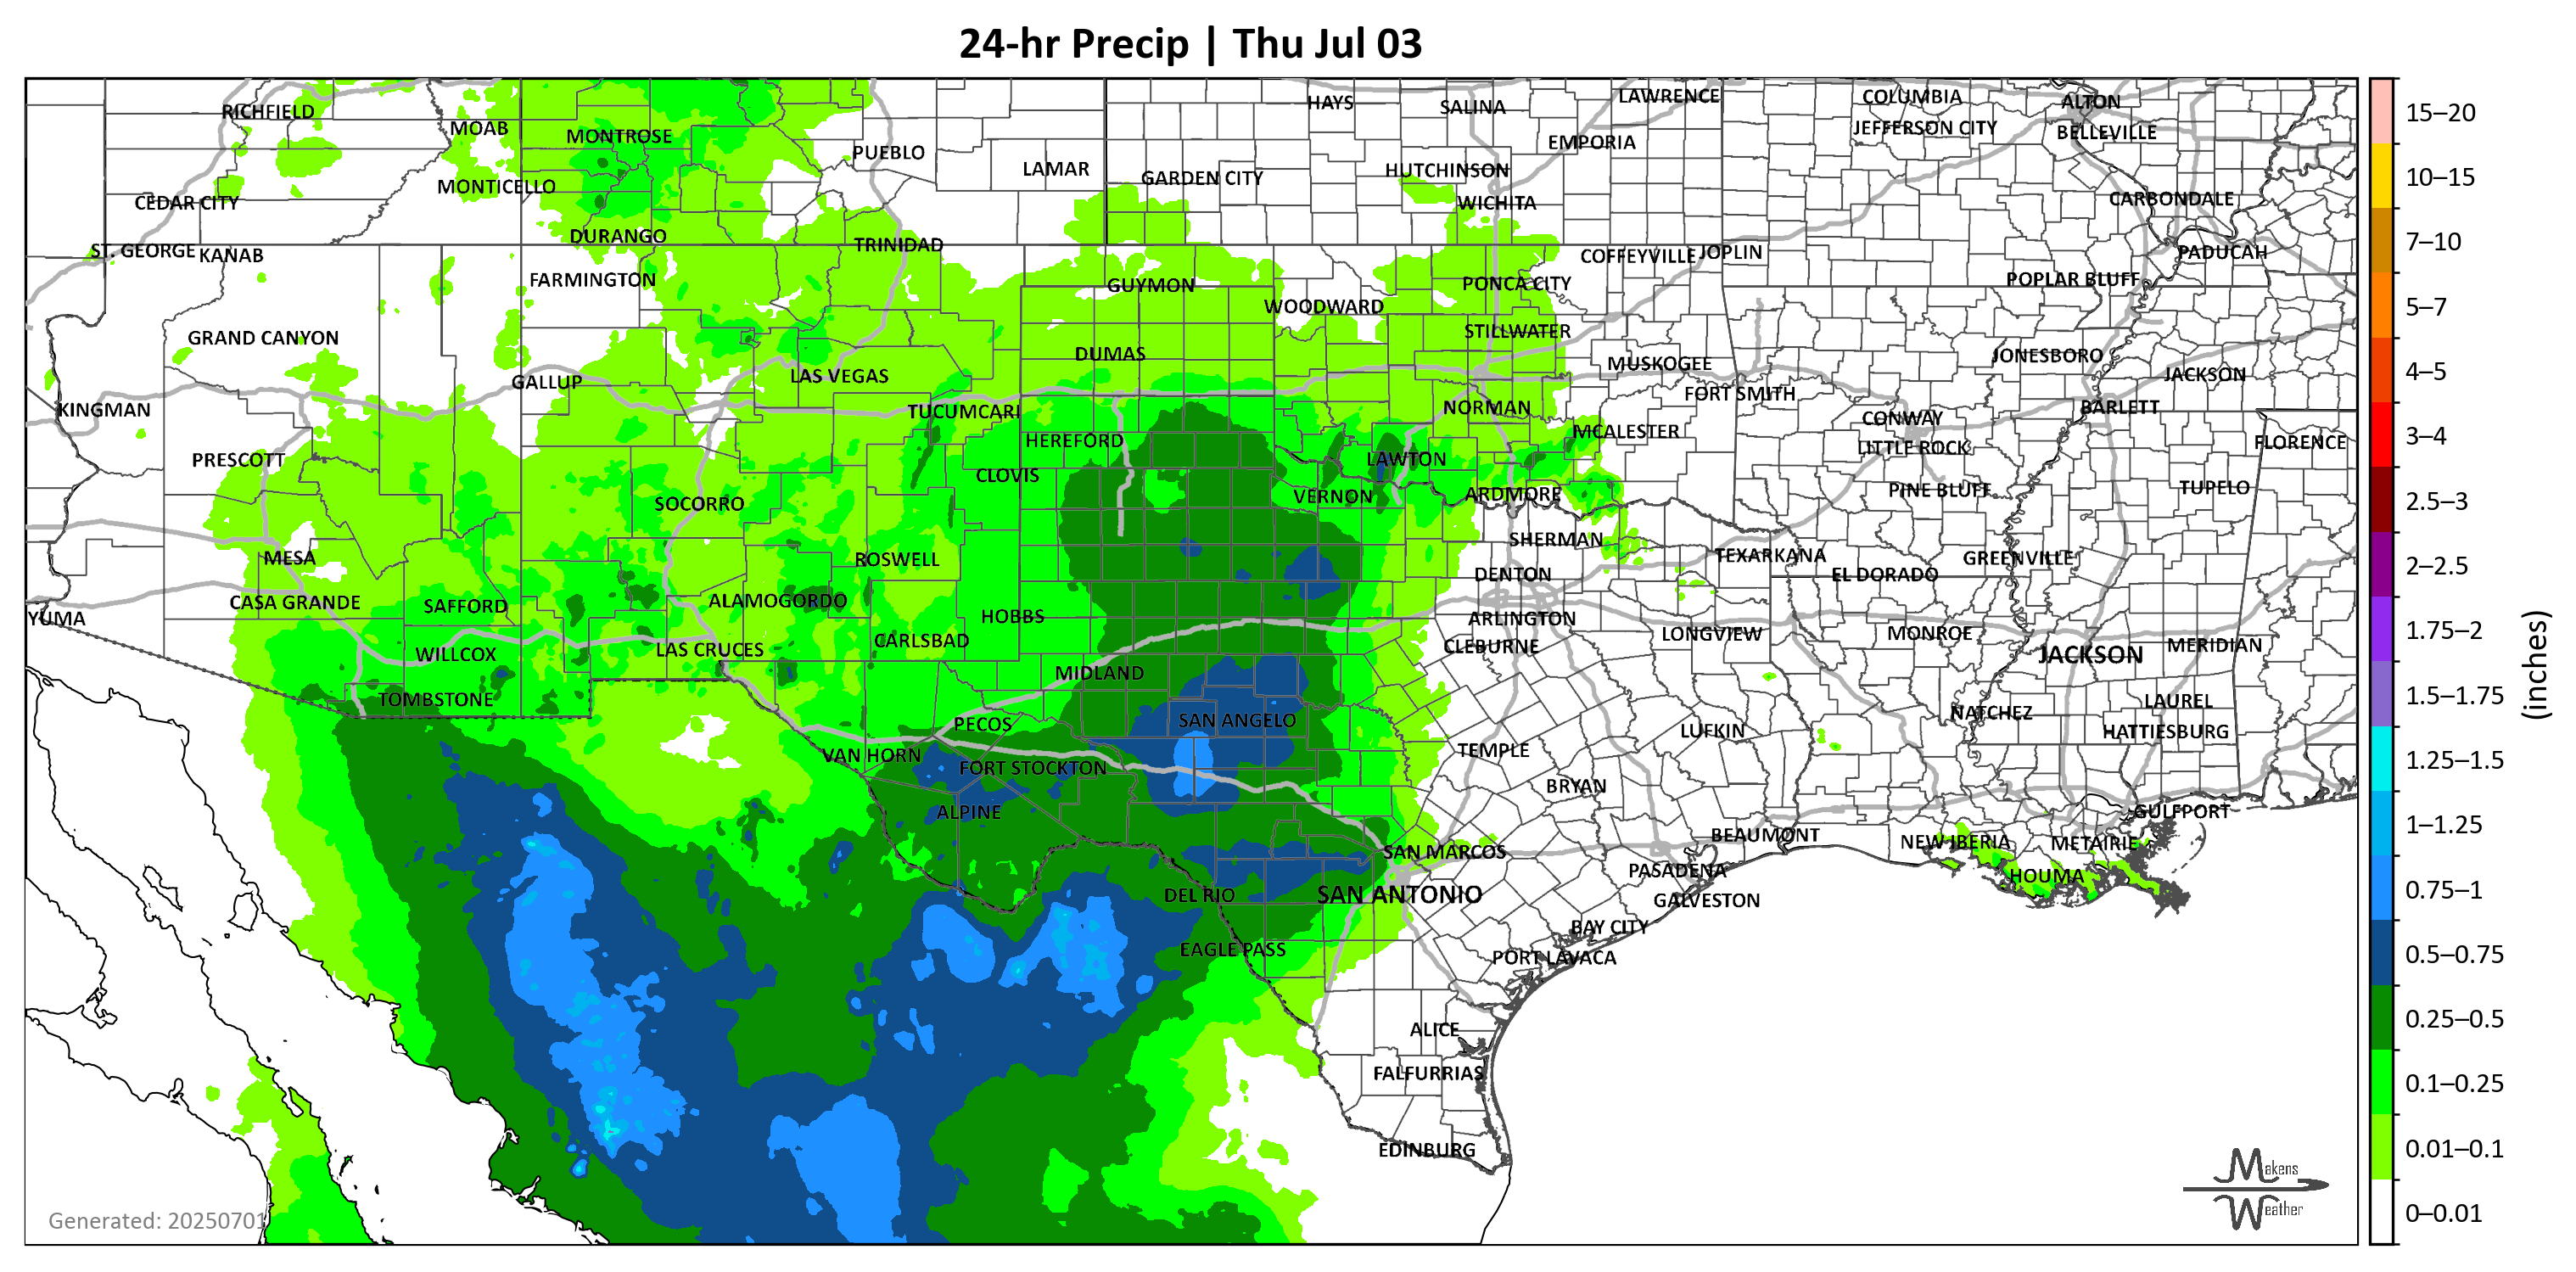 24-hr Precip | Thu Jul 03
RICHFIELD
MOAB
MONTROSE
PUEBLO
LAMAR
HAYS
SALINA
LAWRENCE
COLUMBIA
ALTON
JEFFERSON CITY
BELLEVILLE
EMPORIA
HUTCHINSON
GARDEN CITY
MONTICELLO
CEDAR CITY
WICHITA
CARBONDALE
DURANGO
TRINIDAD
ST. GEORGE
KANAB
COFFEYVILLE
JOPLIN
PADUCAH
FARMINGTON
GUYMON
PONCA CITY
POPLAR BLUFF
WOODWARD
GRAND CANYON
STILLWATER
DUMAS
JONESBORO
MUSKOGEE
GALLUP
LAS VEGAS
JACKSON
FORT SMITH
KINGMAN
TUCUMCARI
NORMAN
BARLETT
CONWAY
HEREFORD
MCALESTER
LITTLE ROCK
FLORENCE
PRESCOTT
CLOVIS
LAWTON
SOCORRO
VERNON
ARDMORE
PINE BLUFF
TUPELO
MESA
ROSWELL
SHERMAN
TEXARKANA
GREENVILLE
DENTON
EL DORADO
CASA GRANDE
SAFFORD
ALAMOGORDO
HOBBS
YUMA
ARLINGTON
CARLSBAD
CLEBURNE
LONGVIEW
MONROE
MERIDIAN
WILLCOX
LAS CRUCES
JACKSON
MIDLAND
TOMBSTONE
LAUREL
NATCHEZ
PECOS
SAN ANGELO
LUFKIN
HATTIESBURG
VAN HORN
TEMPLE
FORT STOCKTON
BRYAN
ALPINE
GULFPORT
BEAUMONT
NEW IBERIA
METAIRIE
SAN MARCOS
PASADENA
HOUMA
DEL RIO
SAN ANTONIO
GALVESTON
BAY CITY
EAGLE PASS
PORT LAVACA
ALICE
FALFURRIAS
EDINBURG
Generated: 20250701
Makens
Weather
15–20
10–15
7–10
5–7
4–5
3–4
2.5–3
2–2.5
1.75–2
1.5–1.75
1.25–1.5
1–1.25
0.75–1
0.5–0.75
0.25–0.5
0.1–0.25
0.01–0.1
0–0.01
(inches)